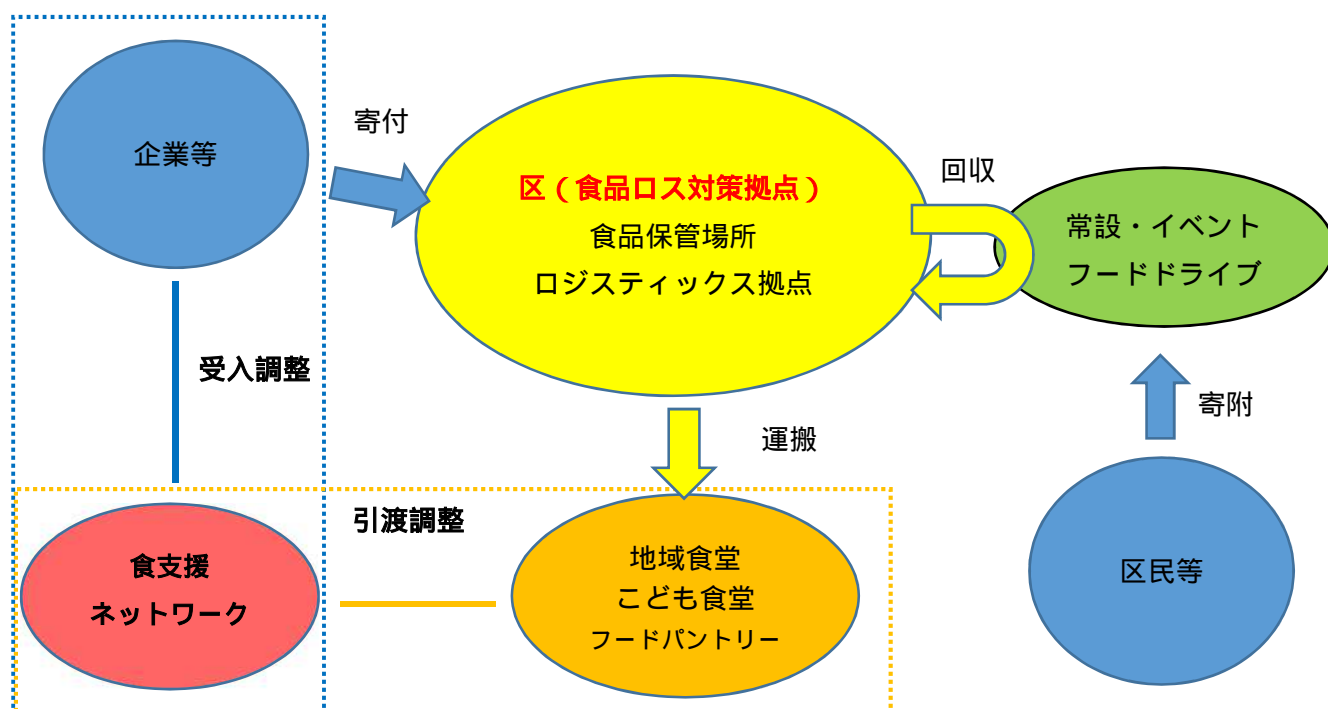 企業等
寄付
区（食品ロス対策拠点）
食品保管場所
ロジスティックス拠点
回収
常設・イベント
フードドライブ
受入調整
運搬
寄附
引渡調整
食支援
ネットワーク
地域食堂
こども食堂
フードパントリー
区民等